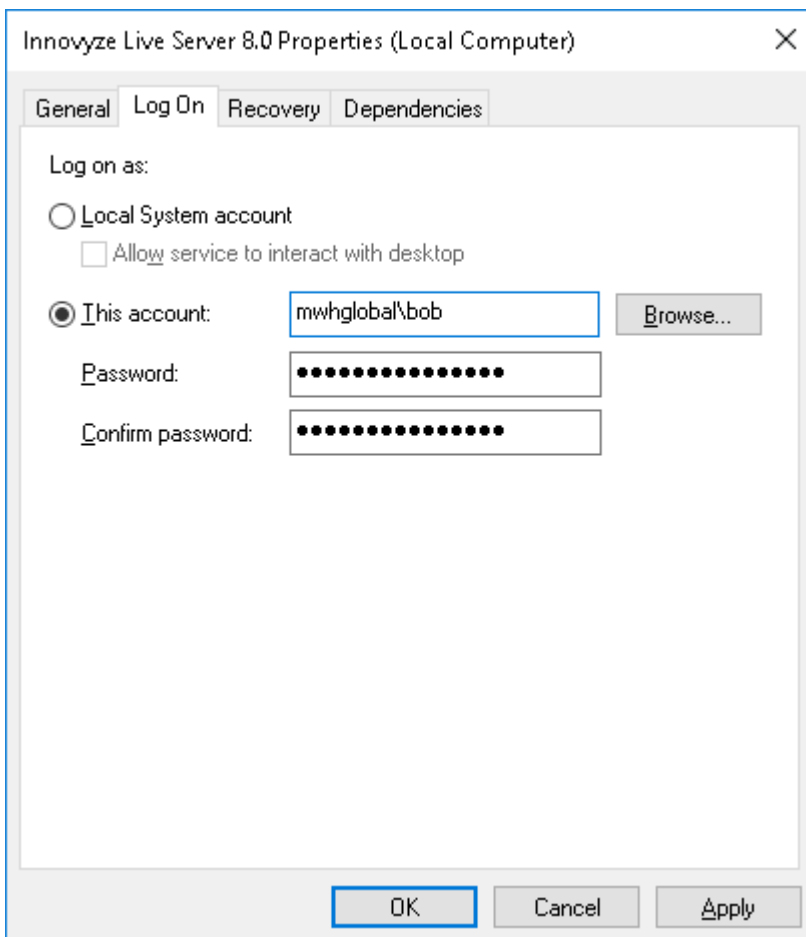 Innovyze Live Server 8.0 Properties (Local Computer)
General Log On Recovery Dependencies
Log on as:
Local System account
Allow service to interact with desktop
This account: mwhglobal\bob Browse...
Password: ●●●●●●●●●●●●●●●
Confirm password: ●●●●●●●●●●●●●●●
OK Cancel Apply